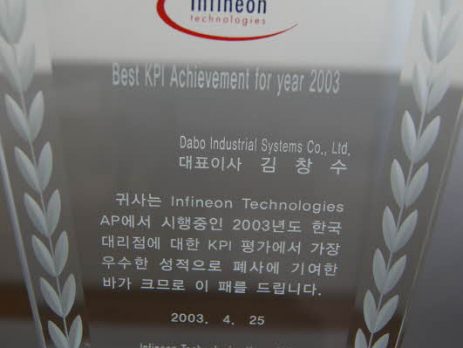 Infineon
technologies
Best KPI Achievement for year 2003
Dabo Industrial Systems Co., Ltd.
대표이사 김 창 수
귀사는 Infineon Technologies
AP에서 시행중인 2003년도 한국
대리점에 대한 KPI 평가에서 가장
우수한 성적으로 폐사에 기여한
바가 크므로 이 패를 드립니다.
2003. 4. 25
Infineon Technologies